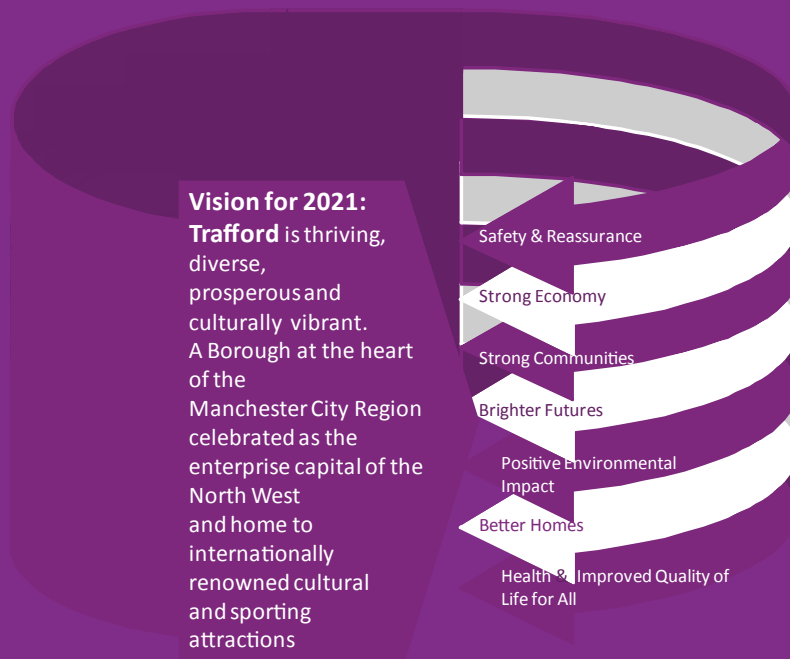 Vision for 2021:
Trafford is thriving,
diverse,
prosperous and
culturally vibrant.
A Borough at the heart
of the
Manchester City Region
celebrated as the
enterprise capital of the
North West
and home to
internationally
renowned cultural
and sporting
attractions
Safety & Reassurance
Strong Economy
Strong Communities
Brighter Futures
Positive Environmental
Impact
Better Homes
Health & Improved Quality of
Life for All